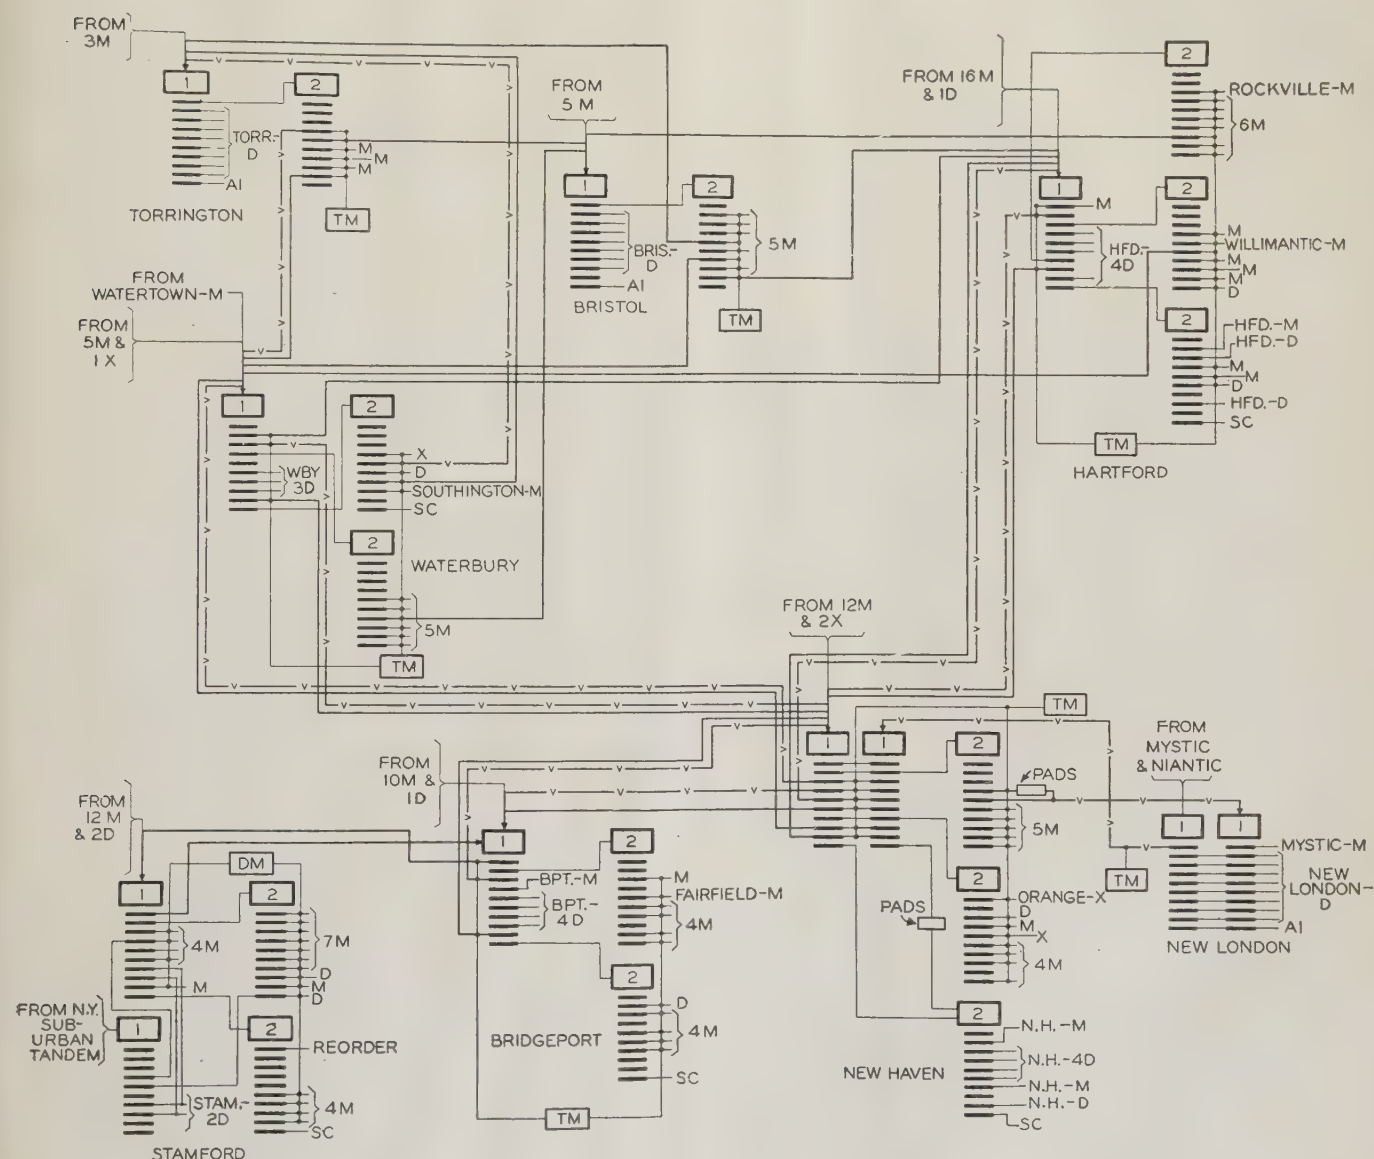 FROM
3M
1
2
TORR.-
D
AI
M
M
M
TM
TORRINGTON
FROM
5 M
1
2
BRIS.-
D
AI
5M
TM
BRISTOL
FROM 16 M
& 1D
2
ROCKVILLE-M
6M
1
M
HFD.-
4D
2
M
WILLIMANTIC-M
M
M
M
D
2
HFD.-M
HFD.-D
M
M
D
HFD.-D
SC
TM
HARTFORD
FROM
WATERTOWN-M
FROM
5M &
1 X
1
2
WBY
3D
X
D
SOUTHINGTON-M
SC
2
WATERBURY
5M
TM
FROM 12M
& 2X
TM
1
1
2
PADS
5M
2
ORANGE-X
D
M
X
4M
PADS
2
N.H.-M
N.H.-4D
N.H.-M
N.H.-D
SC
NEW HAVEN
FROM
MYSTIC
& NIANTIC
1
1
MYSTIC-M
NEW
LONDON-
D
AI
TM
NEW LONDON
FROM
10M &
1D
1
2
BPT.-M
BPT.-
4D
M
FAIRFIELD-M
4M
2
D
4M
SC
BRIDGEPORT
TM
FROM
12 M
& 2D
DM
1
2
4M
M
7M
D
M
D
FROM N.Y.
SUB-
URBAN
TANDEM
1
2
REORDER
STAM.-
2D
4M
SC
STAMFORD
V V V V V V V V V V V V V V V V V V V V V V V V